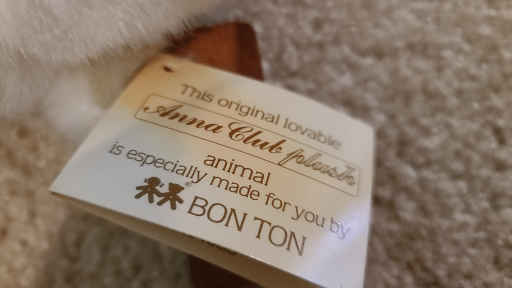 This original lovable
Anna Club plush
animal
is especially made for you by
BON TON